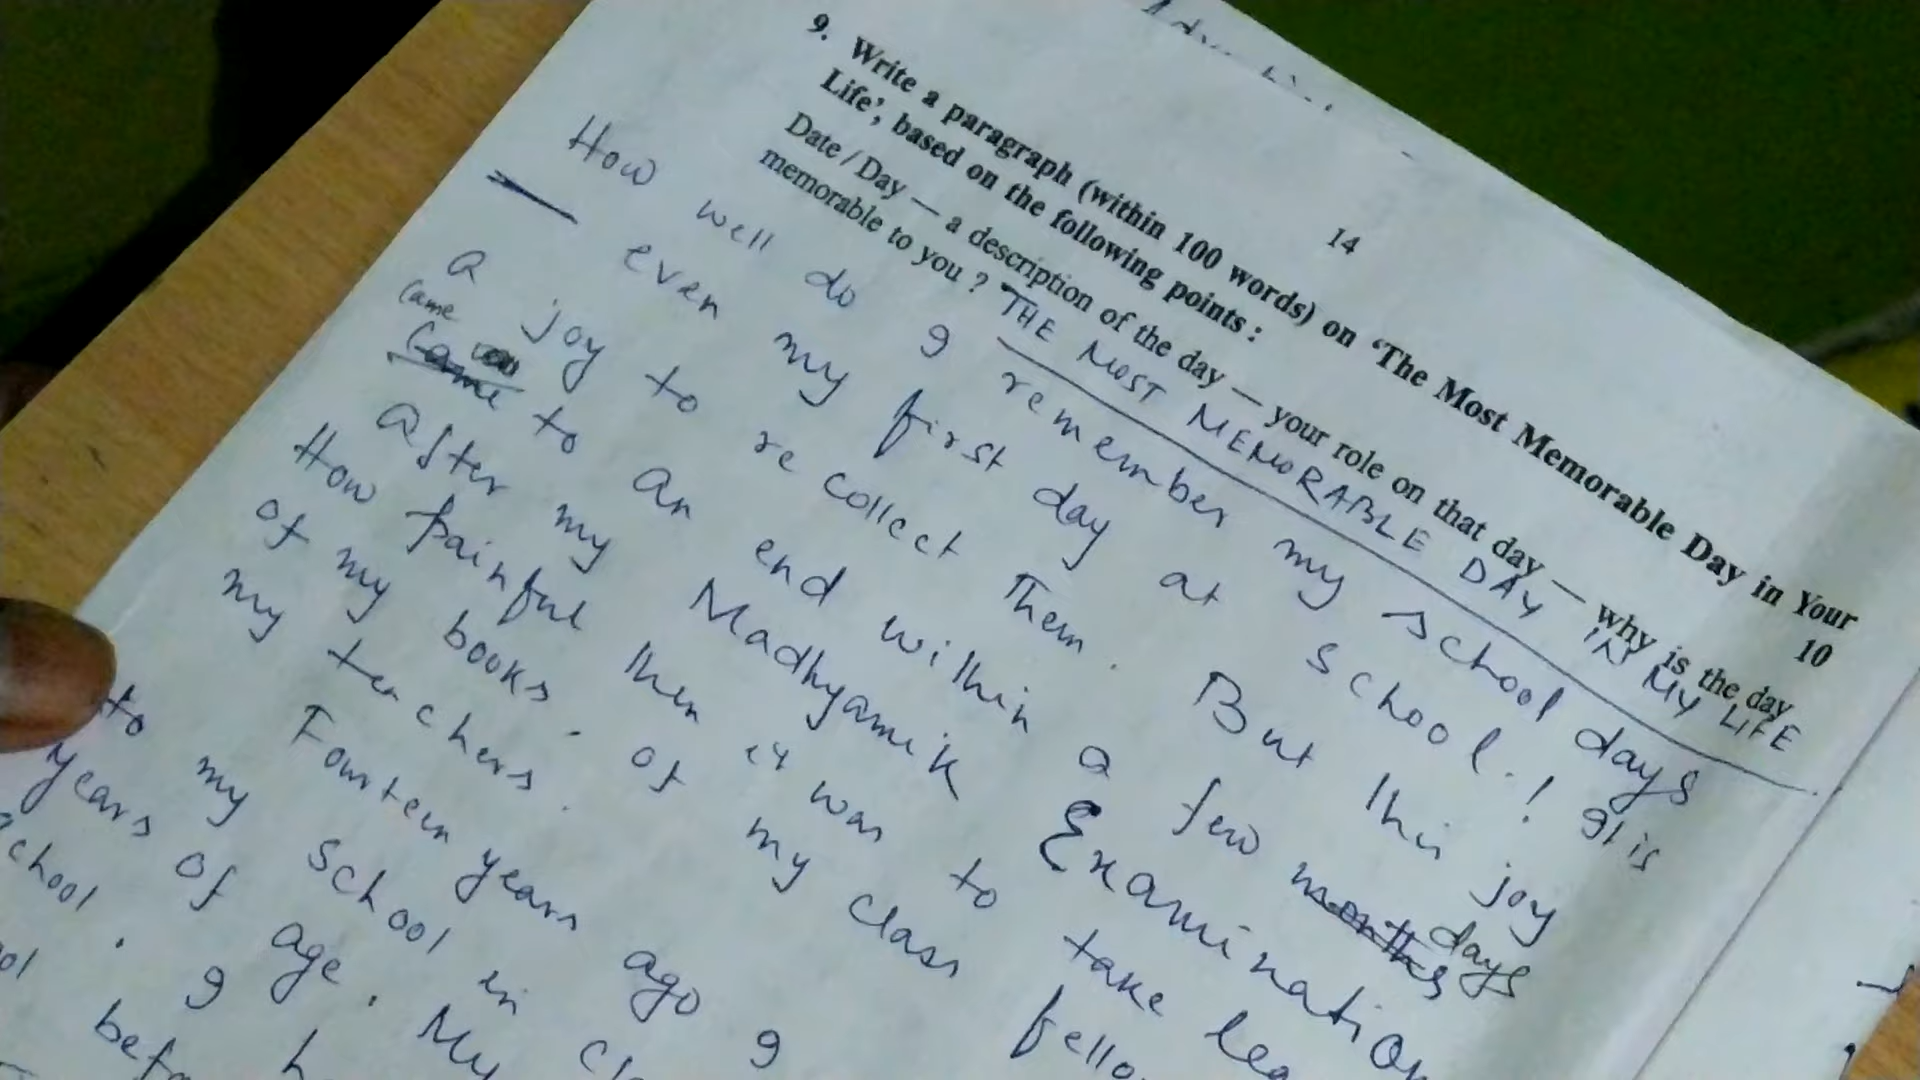 14
9. Write a paragraph (within 100 words) on ‘The Most Memorable Day in Your
Life’, based on the following points : 10
Date/Day — a description of the day — your role on that day — why is the day
memorable to you ?
THE MOST MEMORABLE DAY IN MY LIFE
How well do I remember my school days
even my first day at school.! It is
a joy to recollect them. But this joy
came to an end within a few months days
after my Madhyamik Examination
How painful then it was to take
of my books. of my class
my teachers.
Fourteen years ago I
to my school in
years of age. My
school. I